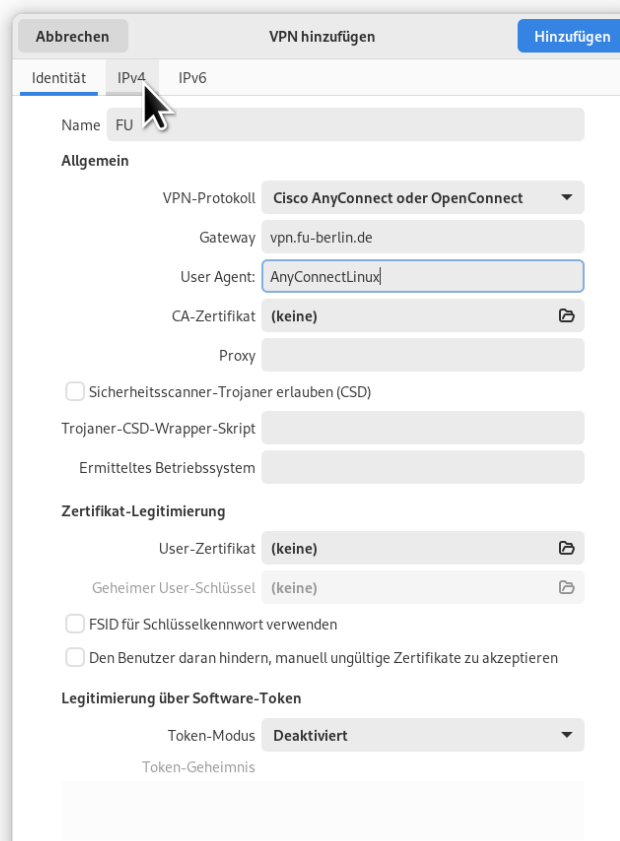 Abbrechen VPN hinzufügen Hinzufügen
Identität IPv4 IPv6
Name FU
Allgemein
VPN-Protokoll Cisco AnyConnect oder OpenConnect
Gateway vpn.fu-berlin.de
User Agent: AnyConnectLinux
CA-Zertifikat (keine)
Proxy
Sicherheitsscanner-Trojaner erlauben (CSD)
Trojaner-CSD-Wrapper-Skript
Ermitteltes Betriebssystem
Zertifikat-Legitimierung
User-Zertifikat (keine)
Geheimer User-Schlüssel (keine)
FSID für Schlüsselkennwort verwenden
Den Benutzer daran hindern, manuell ungültige Zertifikate zu akzeptieren
Legitimierung über Software-Token
Token-Modus Deaktiviert
Token-Geheimnis